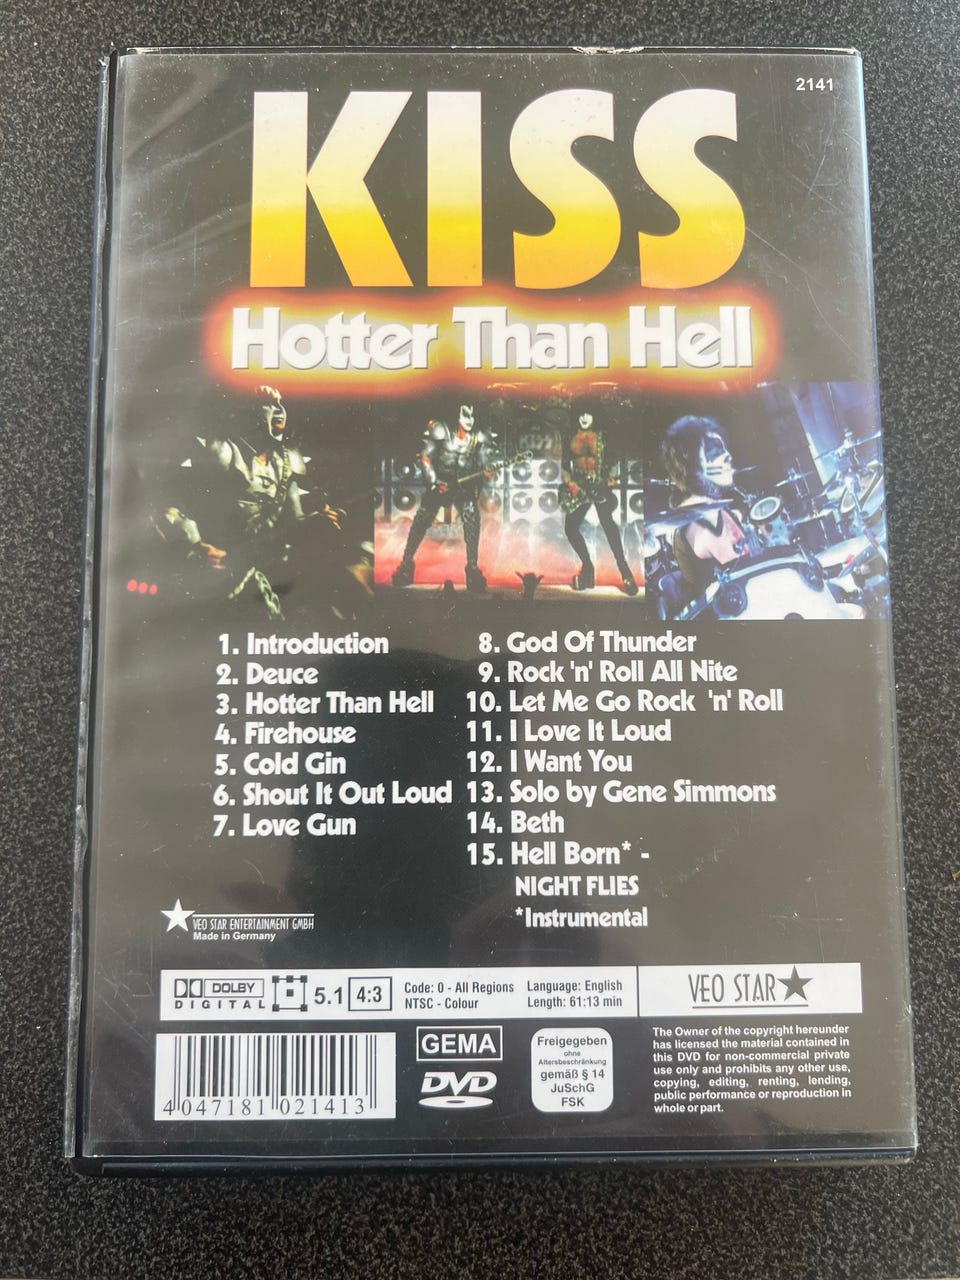 2141
KISS
Hotter Than Hell
KISS
1. Introduction
2. Deuce
3. Hotter Than Hell
4. Firehouse
5. Cold Gin
6. Shout It Out Loud
7. Love Gun
8. God Of Thunder
9. Rock 'n' Roll All Nite
10. Let Me Go Rock 'n' Roll
11. I Love It Loud
12. I Want You
13. Solo by Gene Simmons
14. Beth
15. Hell Born* -
NIGHT FLIES
*Instrumental
VEO STAR ENTERTAINMENT GMBH
Made in Germany
DOLBY
DIGITAL
5.1
4:3
Code: 0 - All Regions
NTSC - Colour
Language: English
Length: 61:13 min
VEO STAR
4 047181 021413
GEMA
DVD
Freigegeben
ohne
Altersbeschränkung
gemäß § 14
JuSchG
FSK
The Owner of the copyright hereunder
has licensed the material contained in
this DVD for non-commercial private
use only and prohibits any other use,
copying, editing, renting, lending,
public performance or reproduction in
whole or part.